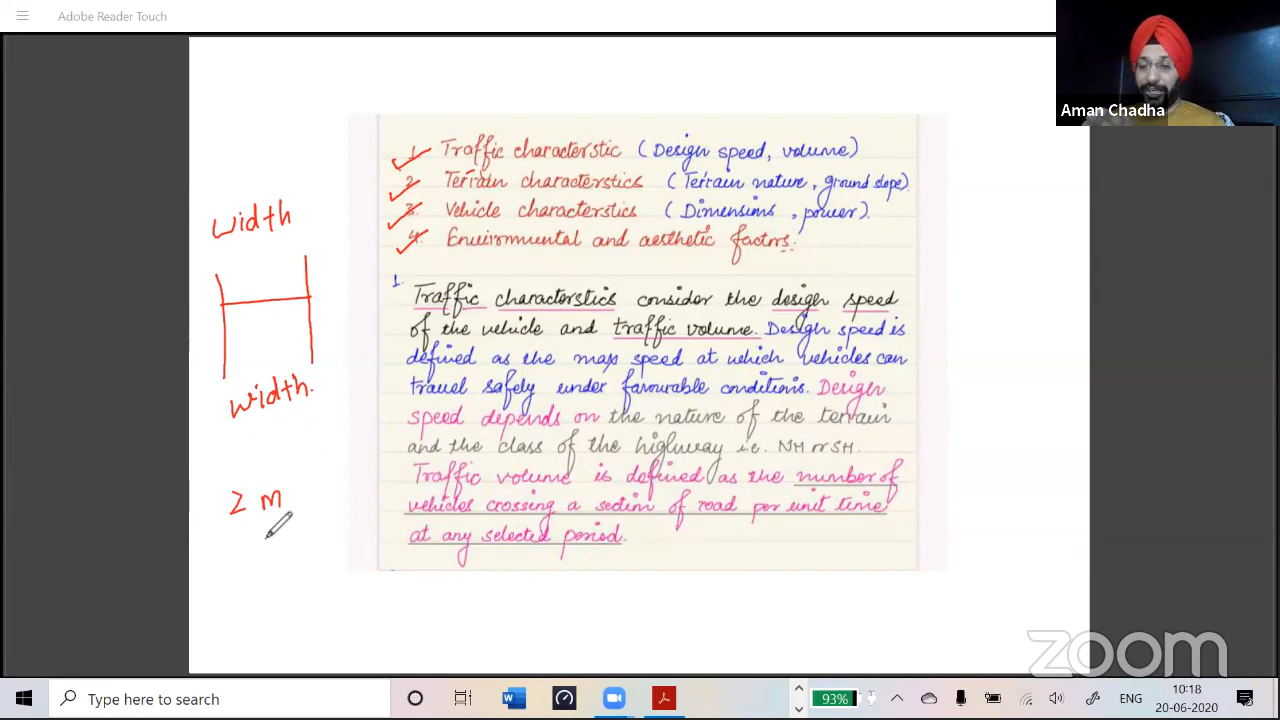 Adobe Reader Touch
Aman Chadha
1. Traffic characterstic (Design speed, volume)
2. Terrain characterstics (Terrain nature, ground slope).
3. Vehicle characterstics (Dimensions, power).
4. Enuironmental and aesthetic factors.
width
width.
2 m
1.
Traffic characterstics consider the design speed
of the vehicle and traffic volume. Design speed is
defined as the max speed at which vehicles can
travel safely under favourable conditions. Design
speed depends on the nature of the terrain
and the class of the highway i.e. NH or SH.
Traffic volume is defined as the number of
vehicles crossing a section of road per unit time
at any selected period.
zoom
Type here to search
93%
ENG
10:18
20-06-2020